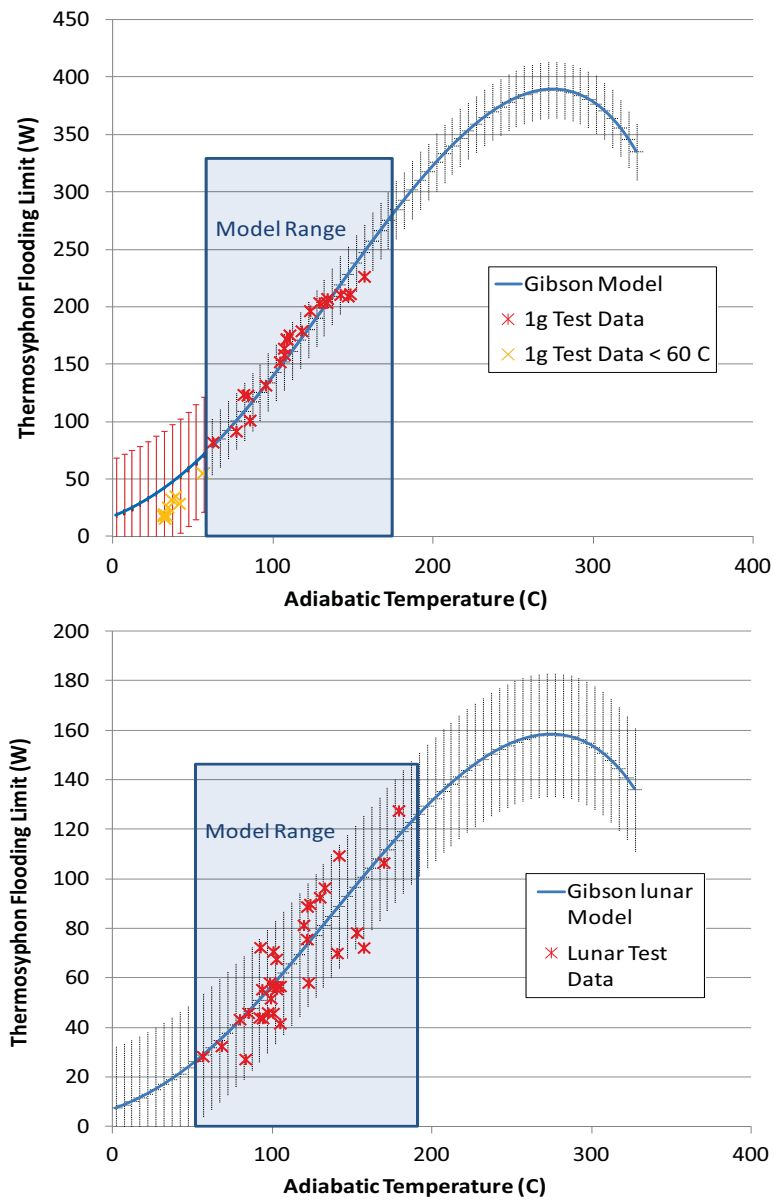 450
400
350
300
250
200
150
100
50
0
Thermosyphon Flooding Limit (W)
Model Range
Gibson Model
1g Test Data
1g Test Data < 60 C
0
100
200
300
400
Adiabatic Temperature (C)
200
180
160
140
120
100
80
60
40
20
0
Thermosyphon Flooding Limit (W)
Model Range
Gibson lunar
Model
Lunar Test
Data
0
100
200
300
400
Adiabatic Temperature (C)